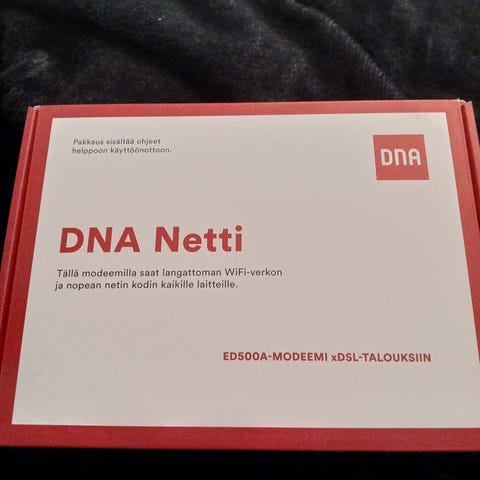 Pakkaus sisältää ohjeet
helppoon käyttöönottoon.
DNA
DNA Netti
Tällä modeemilla saat langattoman WiFi-verkon
ja nopean netin kodin kaikille laitteille.
ED500A-MODEEMI xDSL-TALOUKSIIN